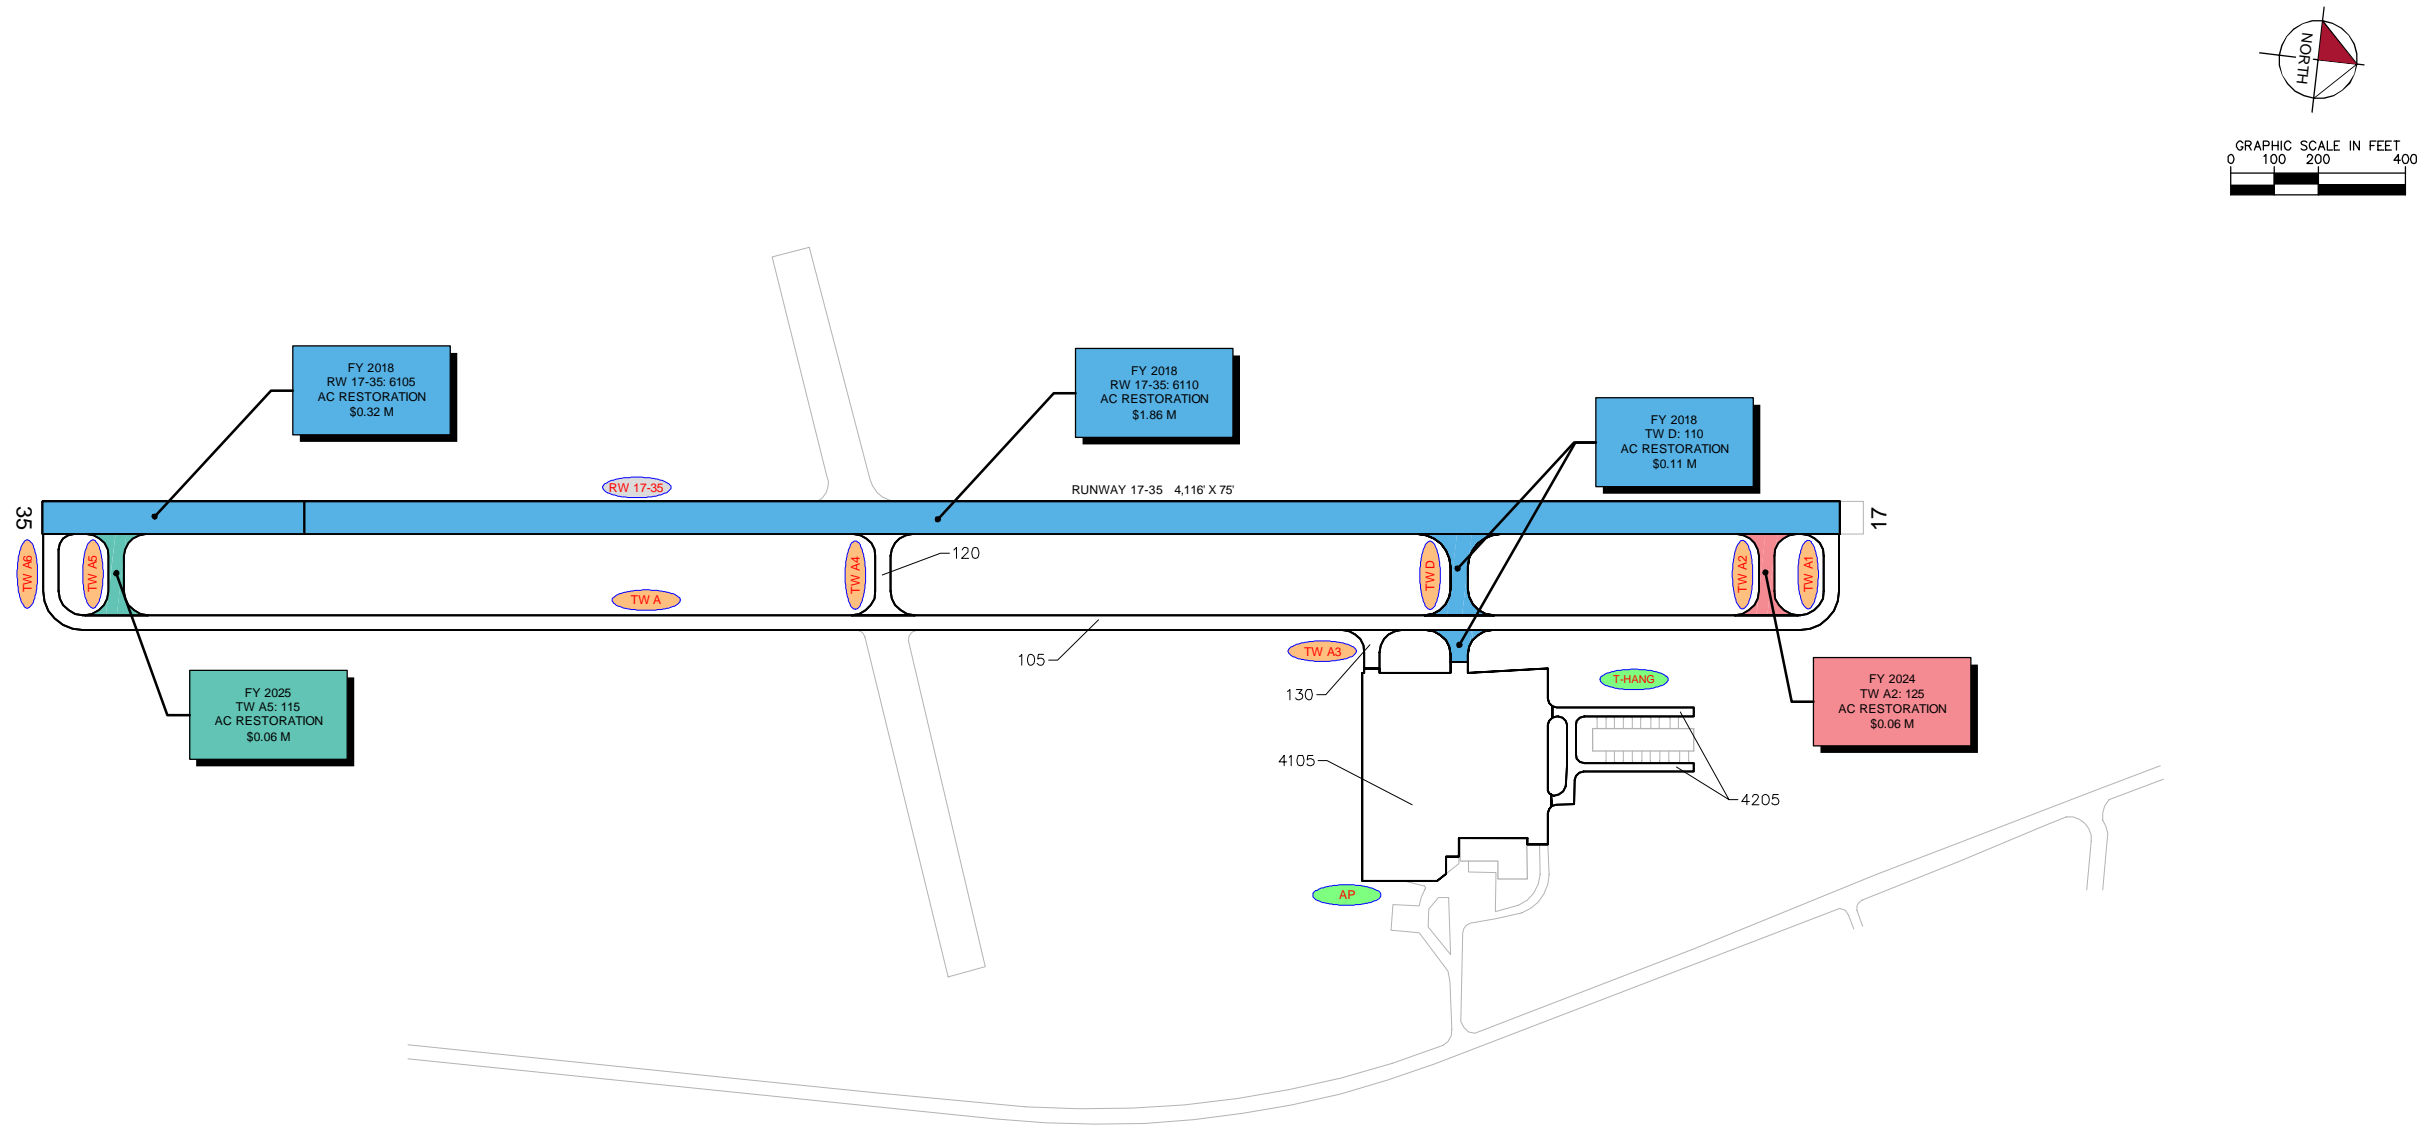 NORTH
GRAPHIC SCALE IN FEET
0 100 200 400
FY 2018
RW 17-35: 6105
AC RESTORATION
$0.32 M
FY 2018
RW 17-35: 6110
AC RESTORATION
$1.86 M
FY 2018
TW D: 110
AC RESTORATION
$0.11 M
RW 17-35
RUNWAY 17-35 4,116' X 75'
35
17
TW A6
TW A5
TW A4
120
TW D
TW A2
TW A1
TW A
105
TW A3
130
T-HANG
FY 2025
TW A5: 115
AC RESTORATION
$0.06 M
FY 2024
TW A2: 125
AC RESTORATION
$0.06 M
4105
4205
AP